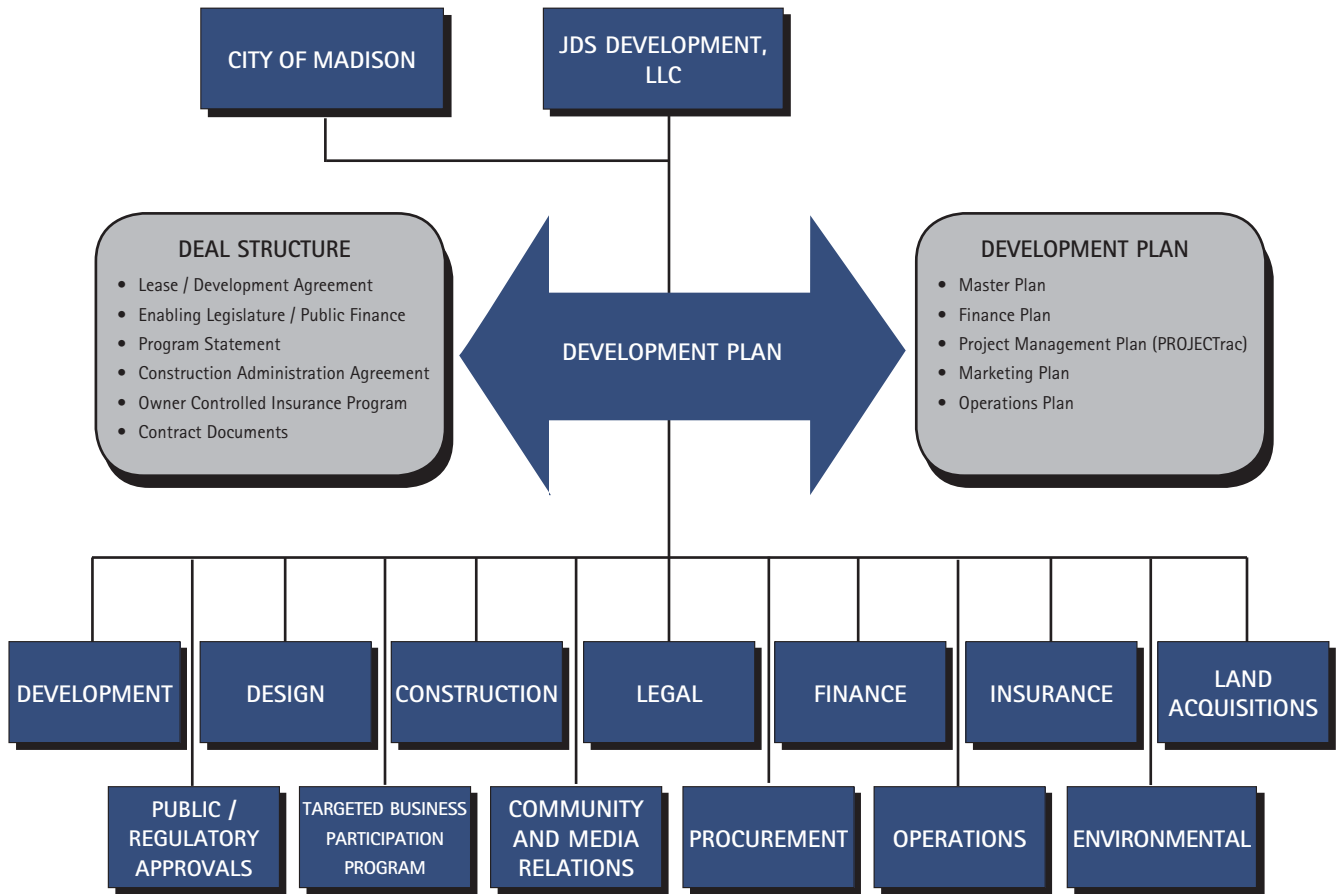 CITY OF MADISON
JDS DEVELOPMENT,
LLC
DEAL STRUCTURE
• Lease / Development Agreement
• Enabling Legislature / Public Finance
• Program Statement
• Construction Administration Agreement
• Owner Controlled Insurance Program
• Contract Documents
DEVELOPMENT PLAN
DEVELOPMENT PLAN
• Master Plan
• Finance Plan
• Project Management Plan (PROJECTrac)
• Marketing Plan
• Operations Plan
DEVELOPMENT
DESIGN
CONSTRUCTION
LEGAL
FINANCE
INSURANCE
LAND
ACQUISITIONS
PUBLIC /
REGULATORY
APPROVALS
TARGETED BUSINESS
PARTICIPATION
PROGRAM
COMMUNITY
AND MEDIA
RELATIONS
PROCUREMENT
OPERATIONS
ENVIRONMENTAL